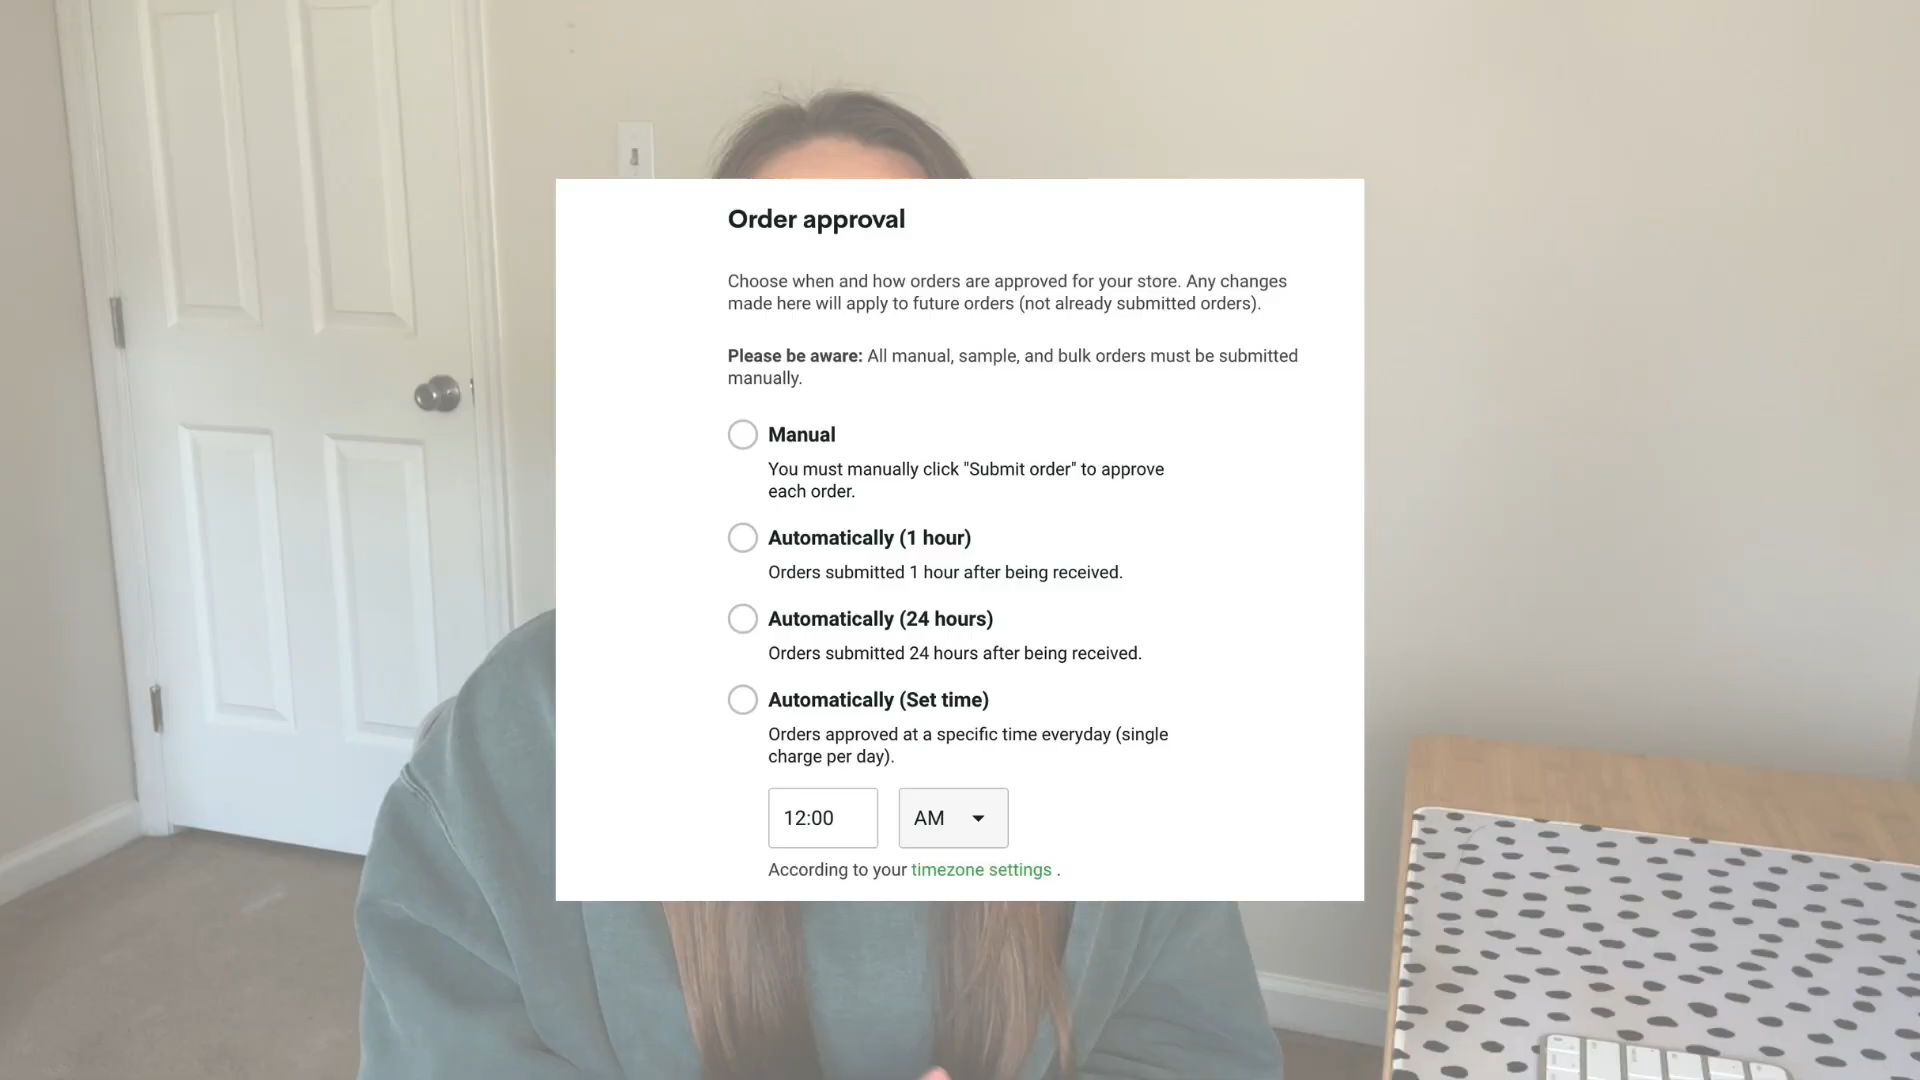 Order approval
Choose when and how orders are approved for your store. Any changes
made here will apply to future orders (not already submitted orders).
Please be aware: All manual, sample, and bulk orders must be submitted
manually.
Manual
You must manually click "Submit order" to approve
each order.
Automatically (1 hour)
Orders submitted 1 hour after being received.
Automatically (24 hours)
Orders submitted 24 hours after being received.
Automatically (Set time)
Orders approved at a specific time everyday (single
charge per day).
12:00 AM
According to your timezone settings .